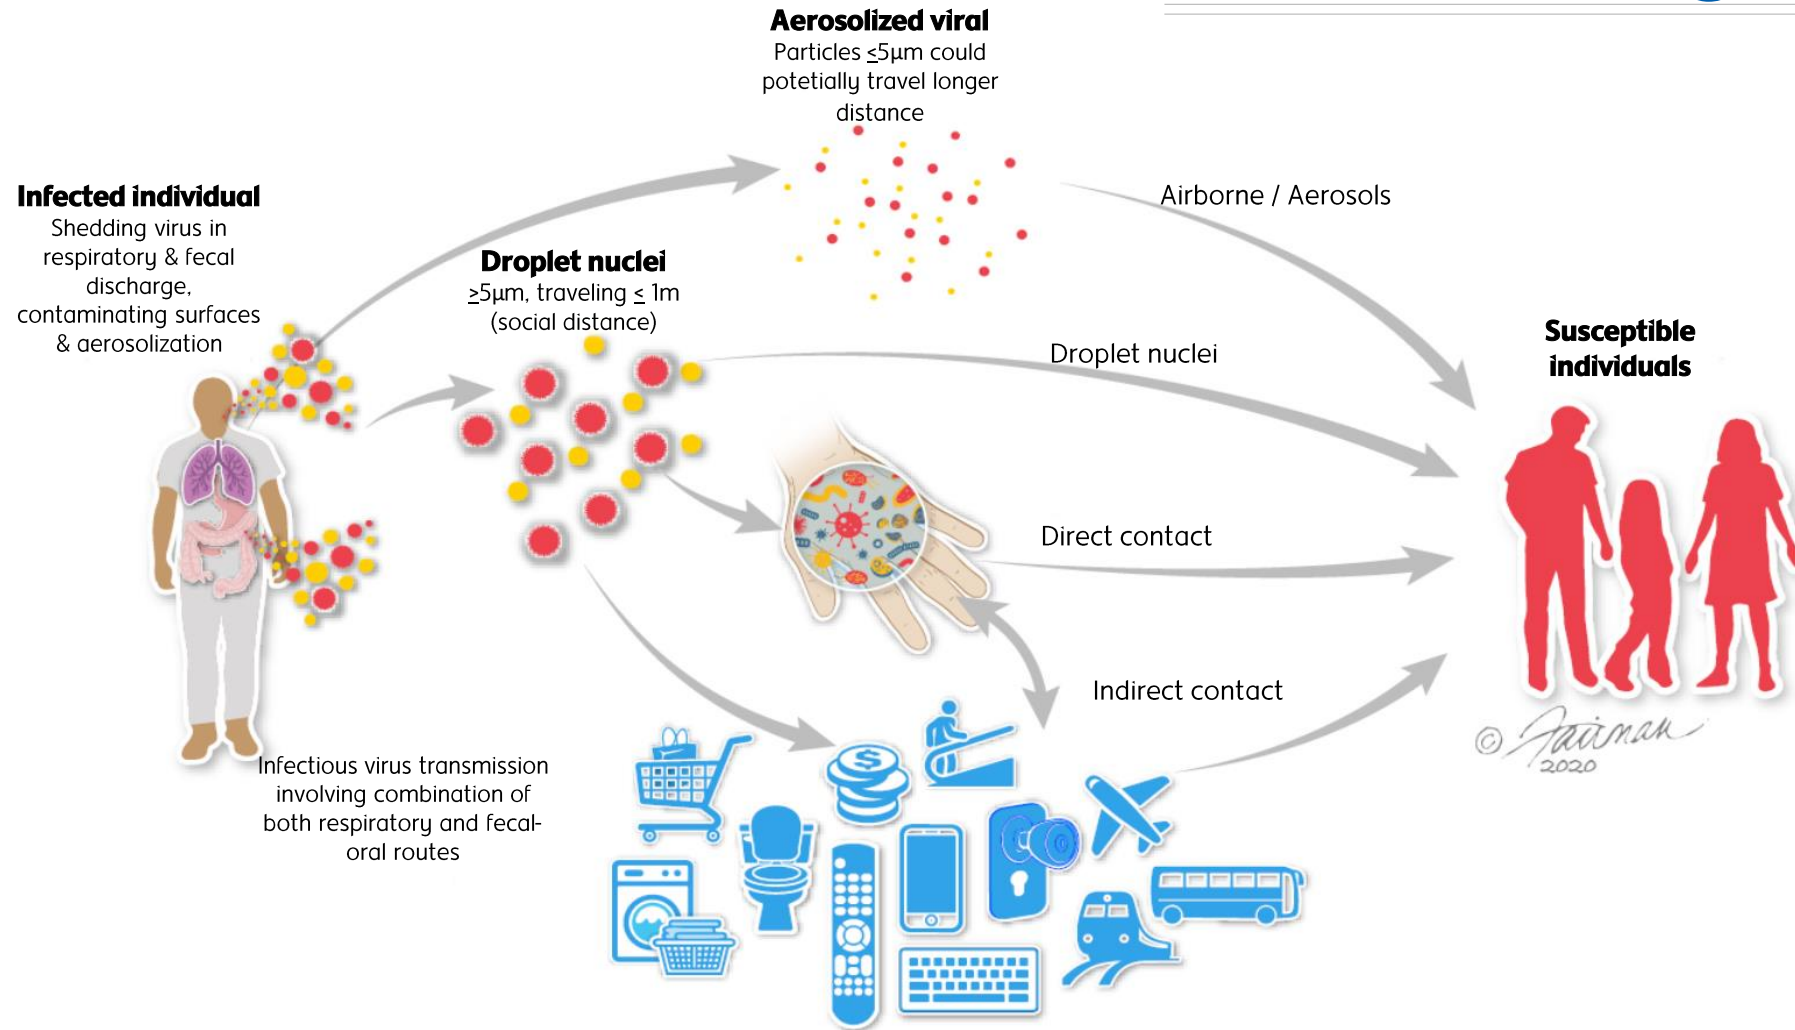 Aerosolized viral
Particles ≤5µm could
potetially travel longer
distance
Infected individual
Shedding virus in
respiratory & fecal
discharge,
contaminating surfaces
& aerosolization
Airborne / Aerosols
Droplet nuclei
≥5µm, traveling ≤ 1m
(social distance)
Droplet nuclei
Susceptible
individuals
Direct contact
Indirect contact
$
© Fairman
2020
Infectious virus transmission
involving combination of
both respiratory and fecal-
oral routes